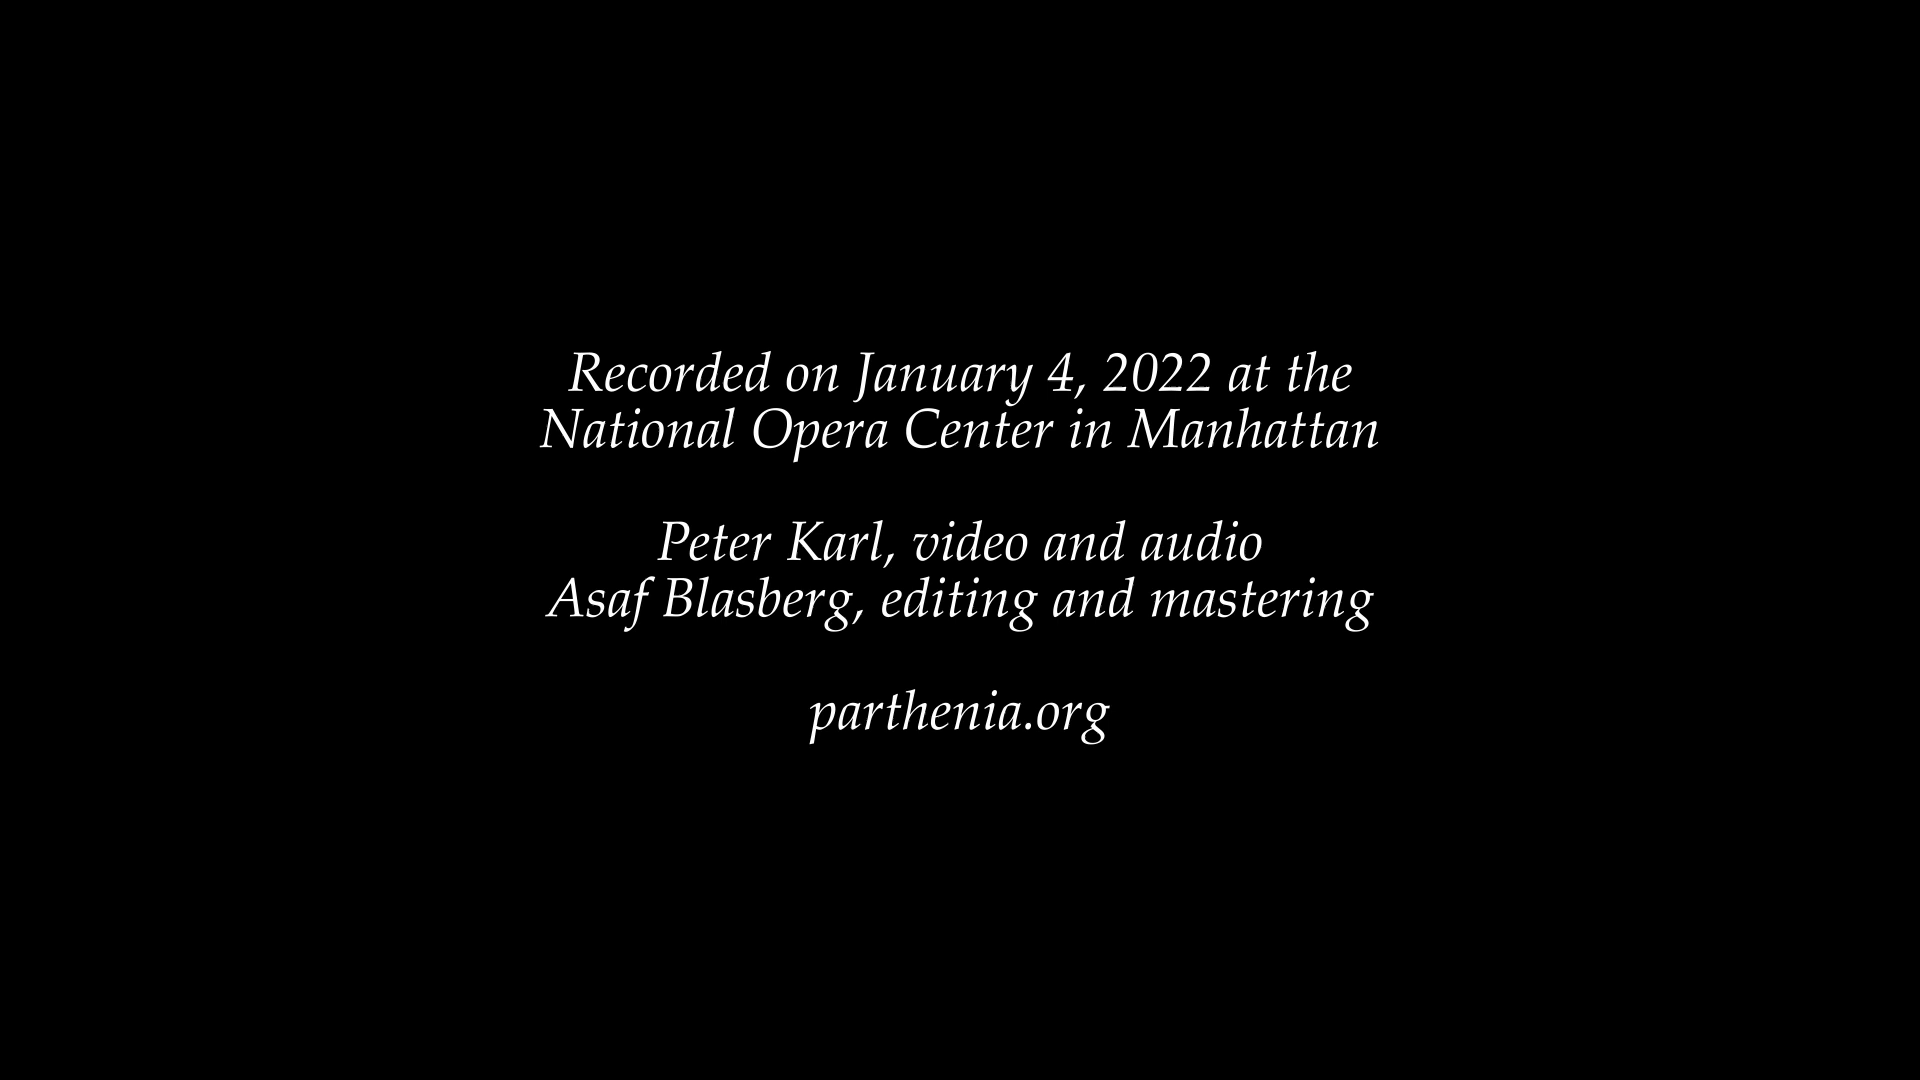 Recorded on January 4, 2022 at the
National Opera Center in Manhattan
Peter Karl, video and audio
Asaf Blasberg, editing and mastering
parthenia.org